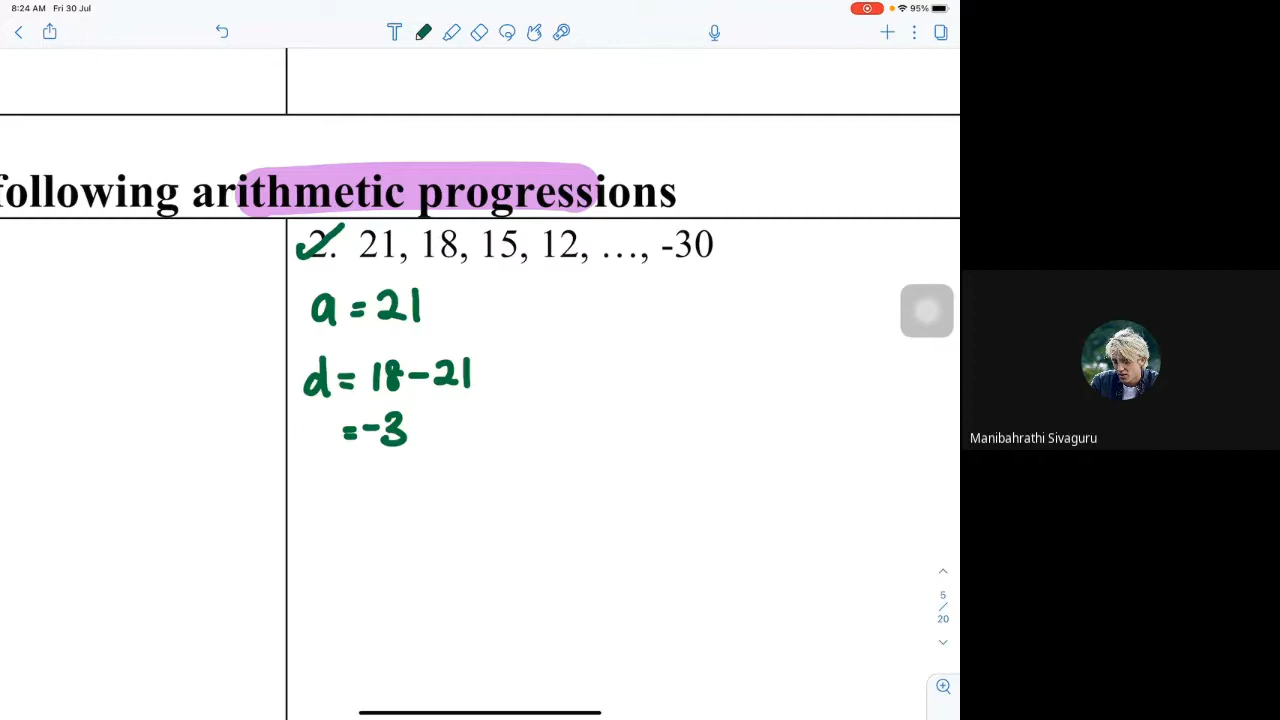 8:24 AM Fri 30 Jul
95%
T
following arithmetic progressions
2. 21, 18, 15, 12, …, -30
a = 21
d = 18 - 21
= -3
Manibahrathi Sivaguru
5
/
20